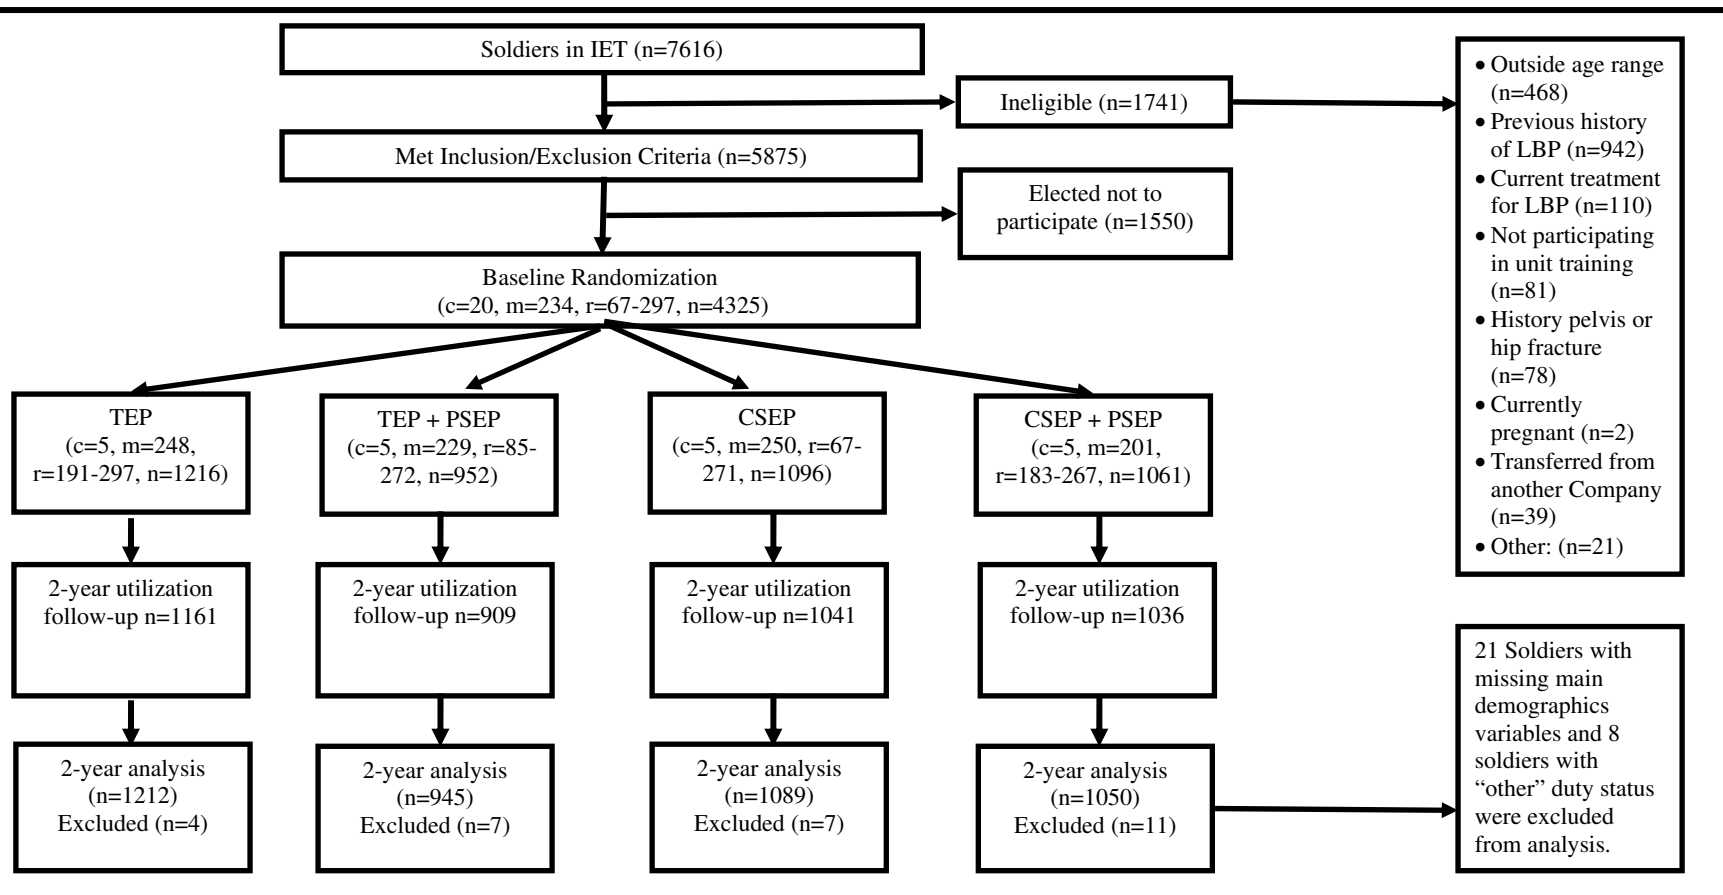 Soldiers in IET (n=7616)
Ineligible (n=1741)
Met Inclusion/Exclusion Criteria (n=5875)
Elected not to
participate (n=1550)
Baseline Randomization
(c=20, m=234, r=67-297, n=4325)
• Outside age range
(n=468)
• Previous history
of LBP (n=942)
• Current treatment
for LBP (n=110)
• Not participating
in unit training
(n=81)
• History pelvis or
hip fracture
(n=78)
• Currently
pregnant (n=2)
• Transferred from
another Company
(n=39)
• Other: (n=21)
TEP
(c=5, m=248,
r=191-297, n=1216)
TEP + PSEP
(c=5, m=229, r=85-
272, n=952)
CSEP
(c=5, m=250, r=67-
271, n=1096)
CSEP + PSEP
(c=5, m=201,
r=183-267, n=1061)
2-year utilization
follow-up n=1161
2-year utilization
follow-up n=909
2-year utilization
follow-up n=1041
2-year utilization
follow-up n=1036
2-year analysis
(n=1212)
Excluded (n=4)
2-year analysis
(n=945)
Excluded (n=7)
2-year analysis
(n=1089)
Excluded (n=7)
2-year analysis
(n=1050)
Excluded (n=11)
21 Soldiers with
missing main
demographics
variables and 8
soldiers with
“other” duty status
were excluded
from analysis.